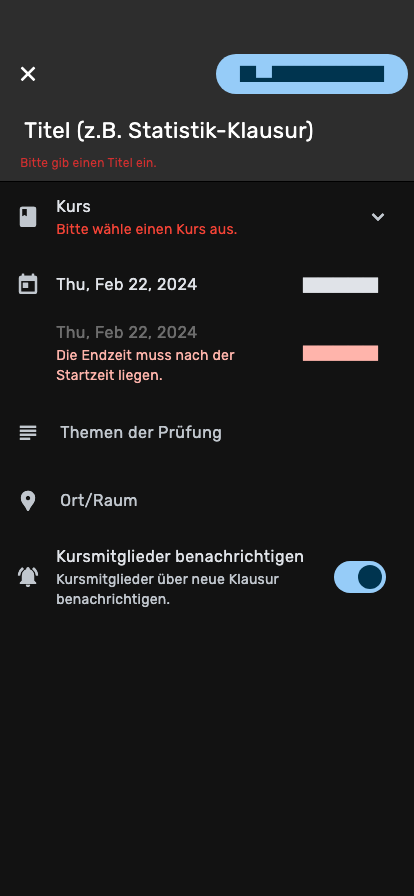 Titel (z.B. Statistik-Klausur)
Bitte gib einen Titel ein.
Kurs
Bitte wähle einen Kurs aus.
Thu, Feb 22, 2024
Thu, Feb 22, 2024
Die Endzeit muss nach der
Startzeit liegen.
Themen der Prüfung
Ort/Raum
Kursmitglieder benachrichtigen
Kursmitglieder über neue Klausur
benachrichtigen.